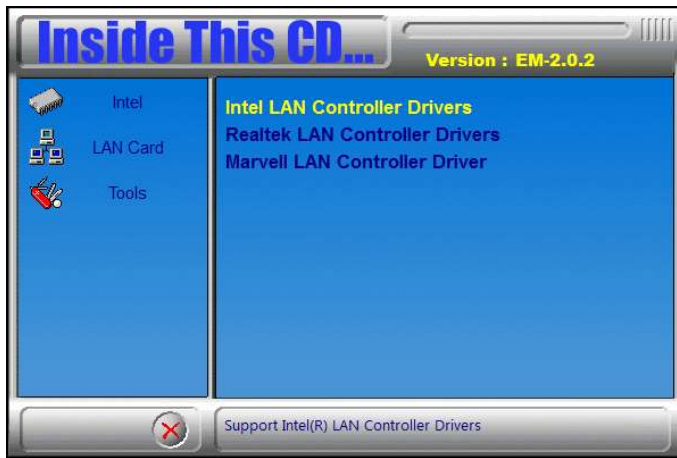 Inside This CD...
Version : EM-2.0.2
Intel
LAN Card
Tools
Intel LAN Controller Drivers
Realtek LAN Controller Drivers
Marvell LAN Controller Driver
Support Intel(R) LAN Controller Drivers